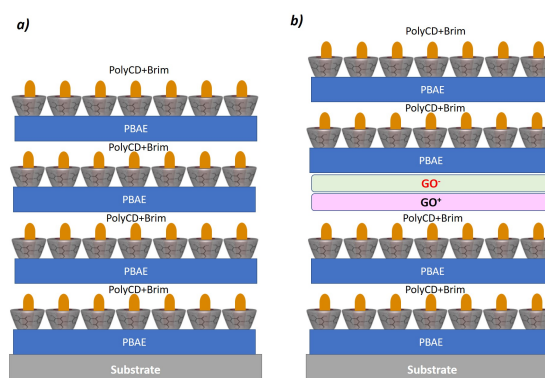 a)
PolyCD+Brim
PBAE
PolyCD+Brim
PBAE
PolyCD+Brim
PBAE
PolyCD+Brim
PBAE
Substrate
b)
PolyCD+Brim
PBAE
PolyCD+Brim
PBAE
GO⁻
GO⁺
PolyCD+Brim
PBAE
PolyCD+Brim
PBAE
Substrate